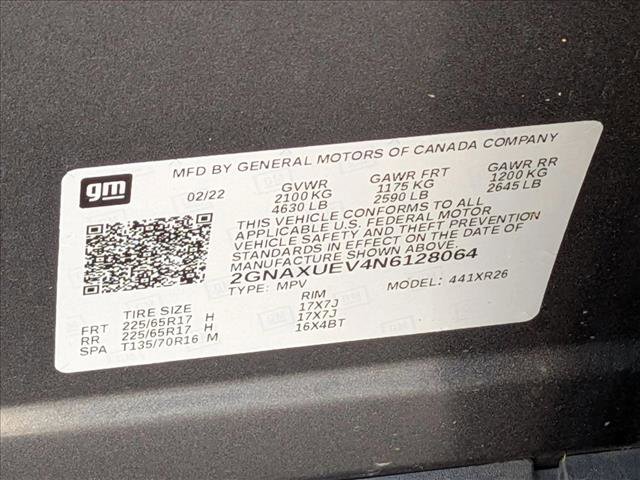 gm
MFD BY GENERAL MOTORS OF CANADA COMPANY
02/22 GVWR GAWR FRT GAWR RR
2100 KG 1175 KG 1200 KG
4630 LB 2590 LB 2645 LB
THIS VEHICLE CONFORMS TO ALL
APPLICABLE U.S. FEDERAL MOTOR
VEHICLE SAFETY AND THEFT PREVENTION
STANDARDS IN EFFECT ON THE DATE OF
MANUFACTURE SHOWN ABOVE.
2GNAXUEV4N6128064
TYPE: MPV MODEL: 441XR26
TIRE SIZE RIM
FRT 225/65R17 H 17X7J
RR 225/65R17 H 17X7J
SPA T135/70R16 M 16X4BT